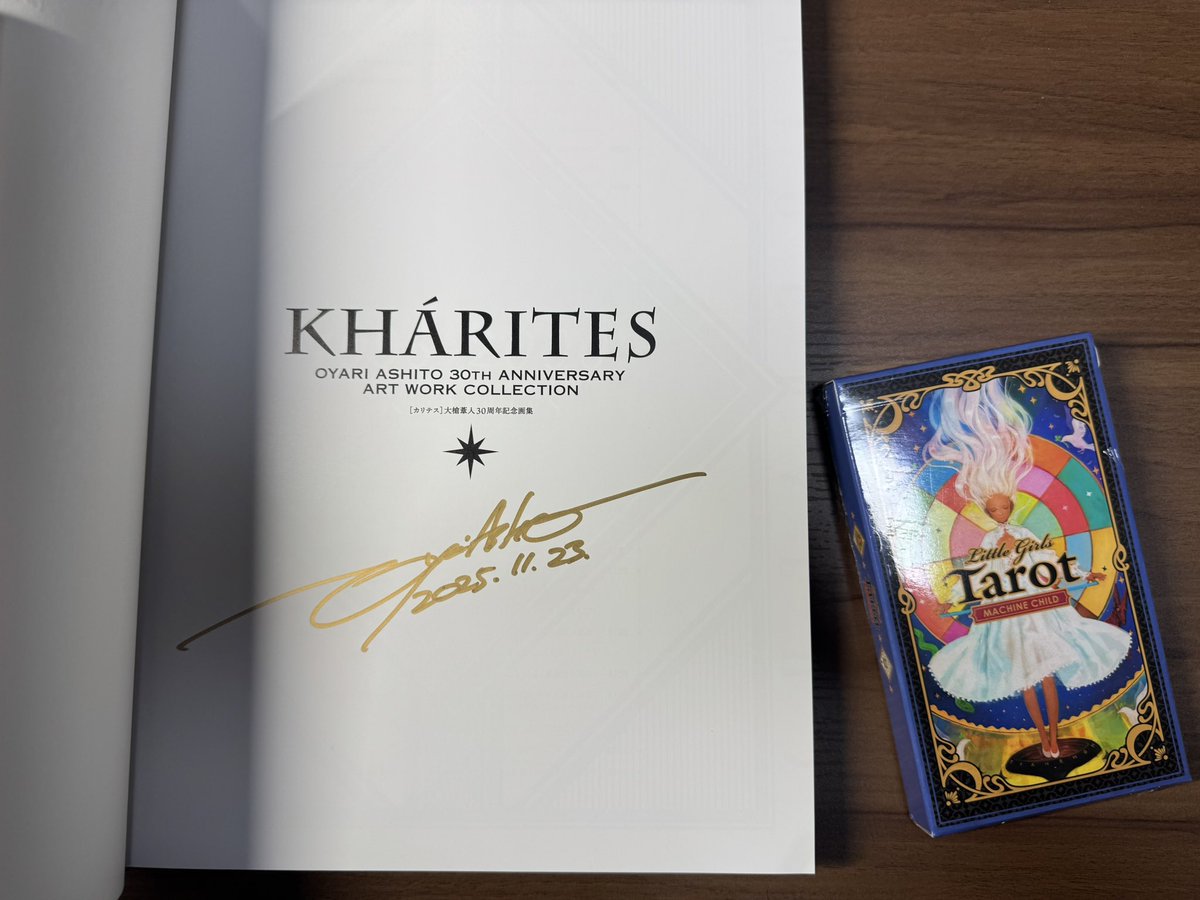 KHÁRITES
OYARI ASHITO 30TH ANNIVERSARY
ART WORK COLLECTION
[カリテス]大槍葦人30周年記念画集
2025.11.23.
Little Girls
Tarot
MACHINE CHILD